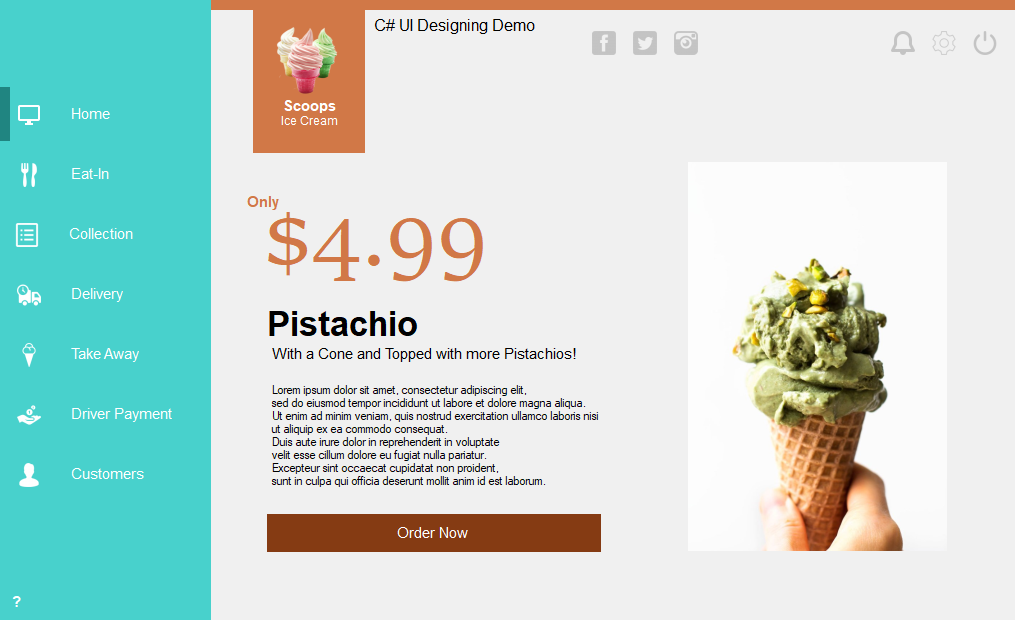 C# UI Designing Demo
Scoops
Ice Cream
Home
Eat-In
Collection
Delivery
Take Away
Driver Payment
Customers
?
Only
$4.99
Pistachio
With a Cone and Topped with more Pistachios!
Lorem ipsum dolor sit amet, consectetur adipiscing elit,
sed do eiusmod tempor incididunt ut labore et dolore magna aliqua.
Ut enim ad minim veniam, quis nostrud exercitation ullamco laboris nisi
ut aliquip ex ea commodo consequat.
Duis aute irure dolor in reprehenderit in voluptate
velit esse cillum dolore eu fugiat nulla pariatur.
Excepteur sint occaecat cupidatat non proident,
sunt in culpa qui officia deserunt mollit anim id est laborum.
Order Now